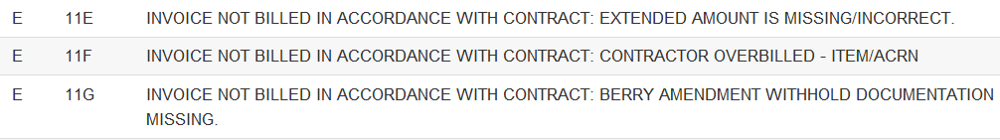 E 11E INVOICE NOT BILLED IN ACCORDANCE WITH CONTRACT: EXTENDED AMOUNT IS MISSING/INCORRECT.
E 11F INVOICE NOT BILLED IN ACCORDANCE WITH CONTRACT: CONTRACTOR OVERBILLED - ITEM/ACRN
E 11G INVOICE NOT BILLED IN ACCORDANCE WITH CONTRACT: BERRY AMENDMENT WITHHOLD DOCUMENTATION
MISSING.